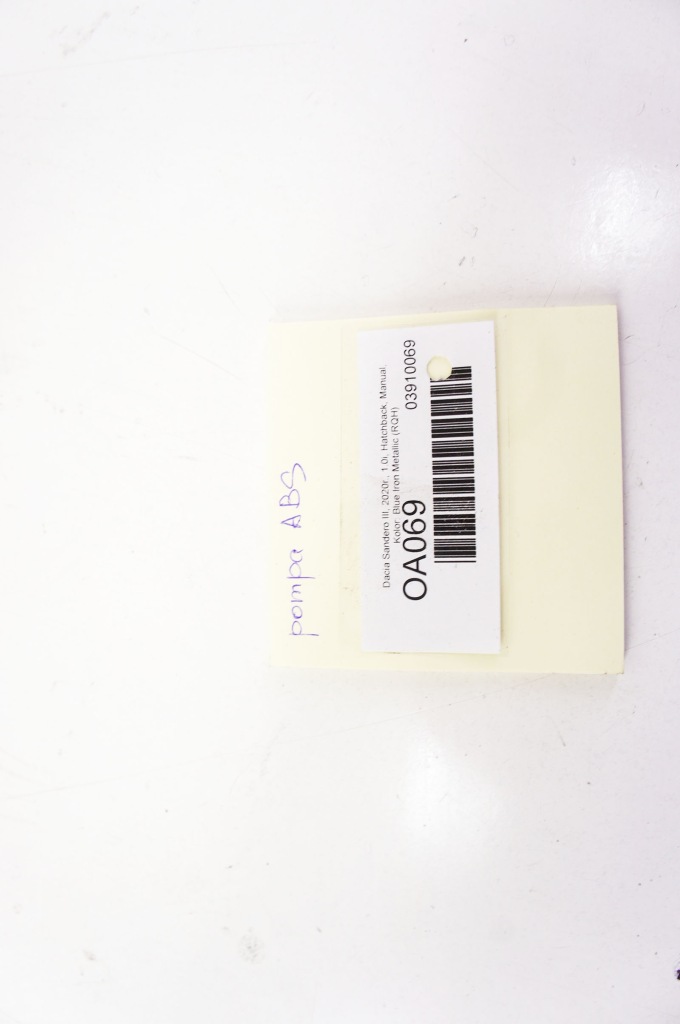 pompa ABS
Dacia Sandero III, 2020r., 1.0i, Hatchback, Manual,
Kolor: Blue Iron Metallic (RQH)
OA069 03910069